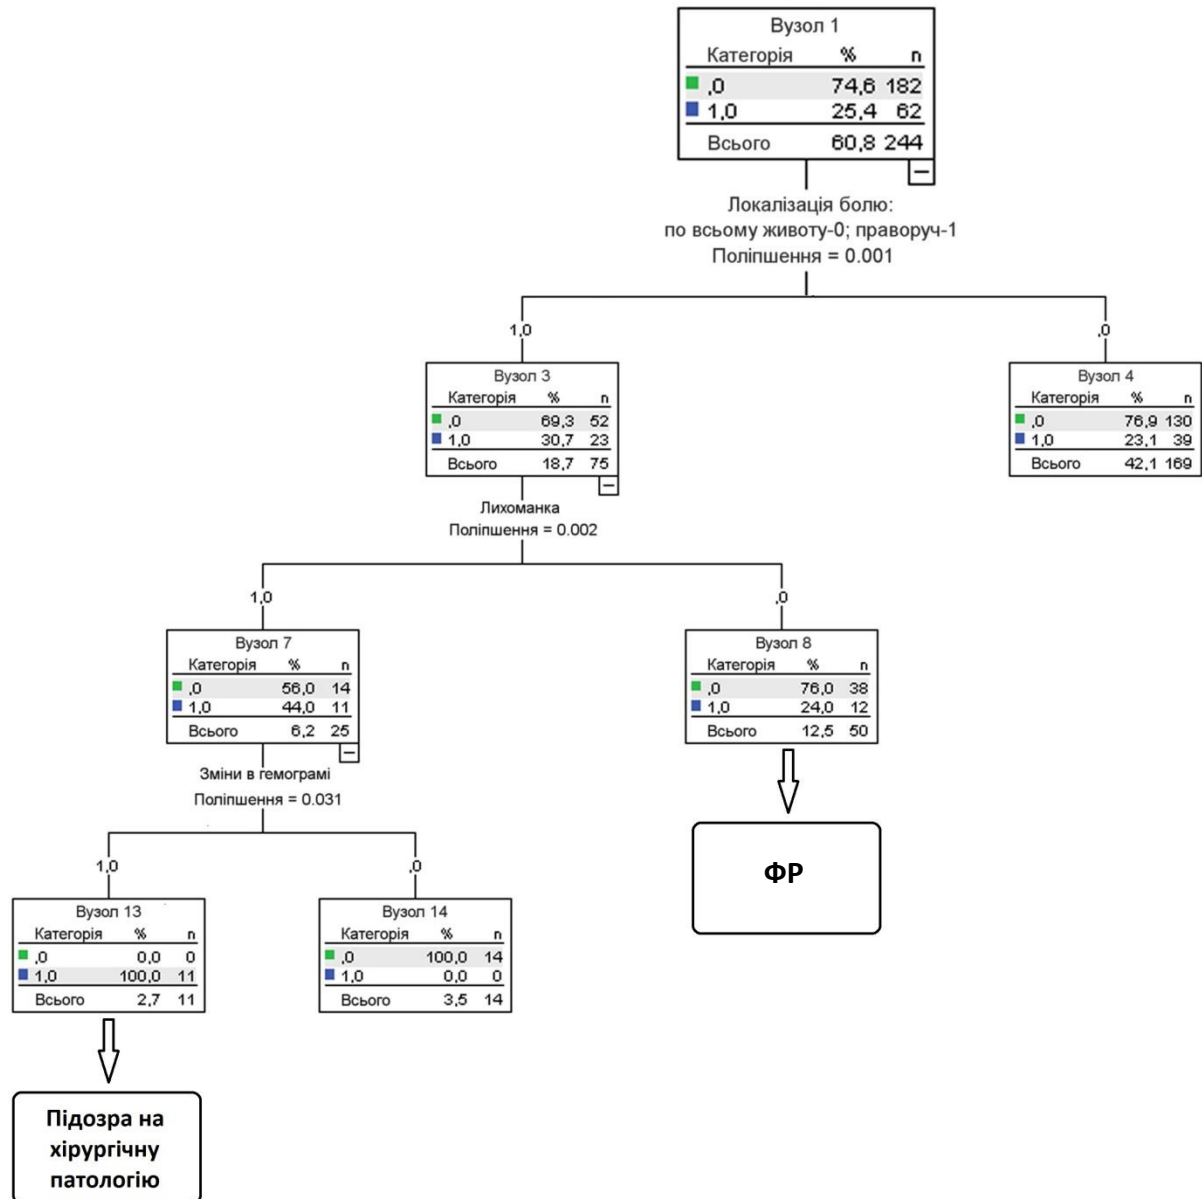 Вузол 1
Категорія % n
,0 74,6 182
1,0 25,4 62
Всього 60,8 244
Локалізація болю:
по всьому животу-0; праворуч-1
Поліпшення = 0.001
1,0
,0
Вузол 3
Категорія % n
,0 69,3 52
1,0 30,7 23
Всього 18,7 75
Вузол 4
Категорія % n
,0 76,9 130
1,0 23,1 39
Всього 42,1 169
Лихоманка
Поліпшення = 0.002
1,0
,0
Вузол 7
Категорія % n
,0 56,0 14
1,0 44,0 11
Всього 6,2 25
Вузол 8
Категорія % n
,0 76,0 38
1,0 24,0 12
Всього 12,5 50
Зміни в гемограмі
Поліпшення = 0.031
1,0
,0
ФР
Вузол 13
Категорія % n
,0 0,0 0
1,0 100,0 11
Всього 2,7 11
Вузол 14
Категорія % n
,0 100,0 14
1,0 0,0 0
Всього 3,5 14
Підозра на
хірургічну
патологію